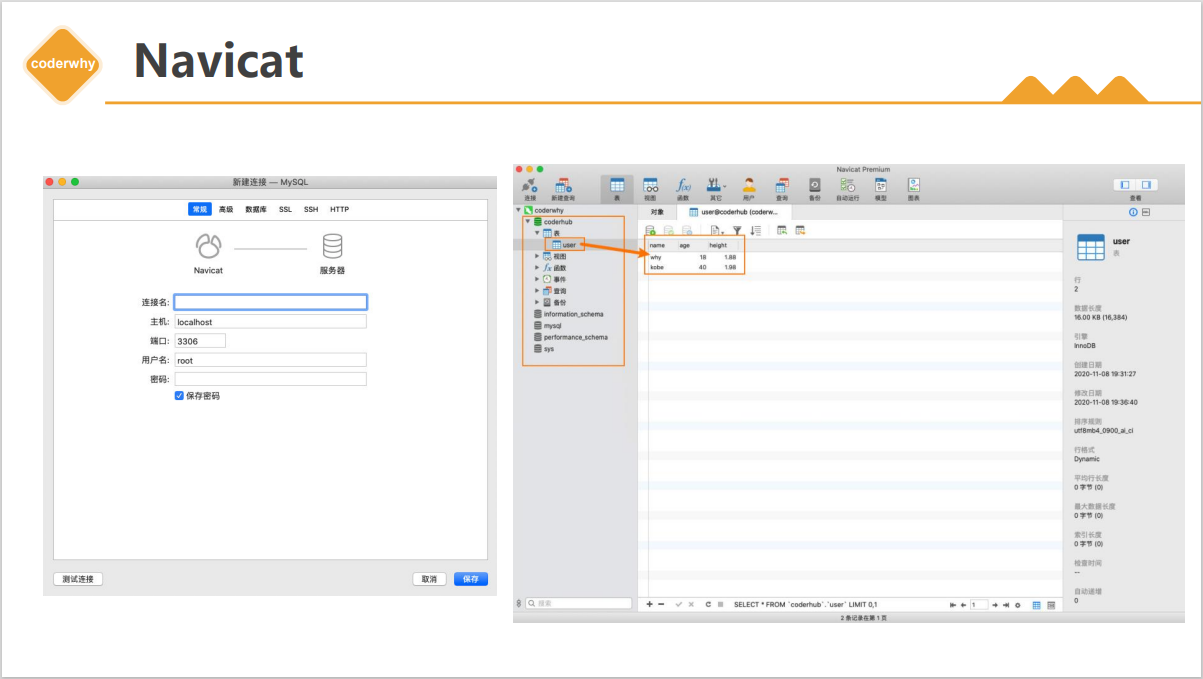 coderwhy
Navicat
新建连接 — MySQL
常规 高级 数据库 SSL SSH HTTP
Navicat 服务器
连接名:
主机: localhost
端口: 3306
用户名: root
密码:
保存密码
测试连接 取消 保存
Navicat Premium
连接 新建查询 表 视图 函数 其它 用户 查询 备份 自动运行 模型 图表 查看
coderwhy
coderhub
表
user
视图
函数
事件
查询
备份
information_schema
mysql
performance_schema
sys
搜索
对象 user@coderhub (coderw...
name age height
why 18 1.88
kobe 40 1.98
SELECT * FROM `coderhub`.`user` LIMIT 0,1
1
2 条记录在第 1 页
user
表
行
2
数据长度
16.00 KB (16,384)
引擎
InnoDB
创建日期
2020-11-08 19:31:27
修改日期
2020-11-08 19:36:40
排序规则
utf8mb4_0900_ai_ci
行格式
Dynamic
平均行长度
0 字节 (0)
最大数据长度
0 字节 (0)
索引长度
0 字节 (0)
检查时间
--
自动递增
0